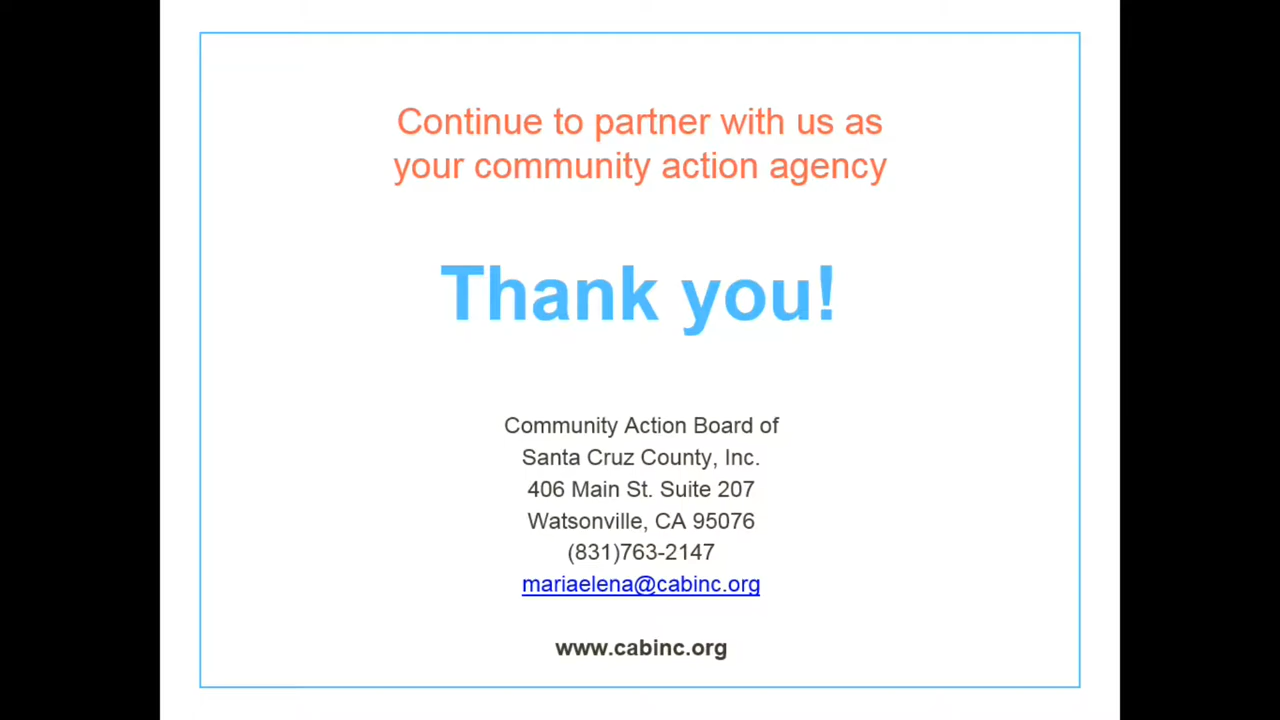 Continue to partner with us as
your community action agency
Thank you!
Community Action Board of
Santa Cruz County, Inc.
406 Main St. Suite 207
Watsonville, CA 95076
(831)763-2147
mariaelena@cabinc.org
www.cabinc.org